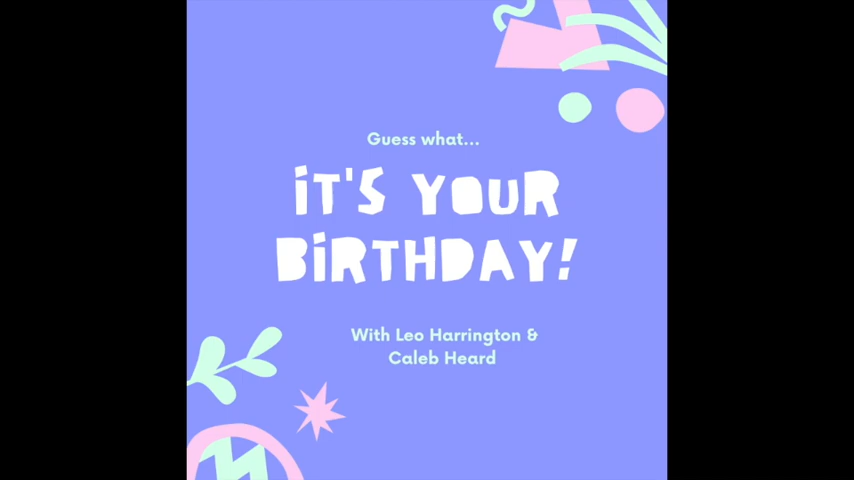 Guess what...
IT'S YOUR
BIRTHDAY!
With Leo Harrington &
Caleb Heard